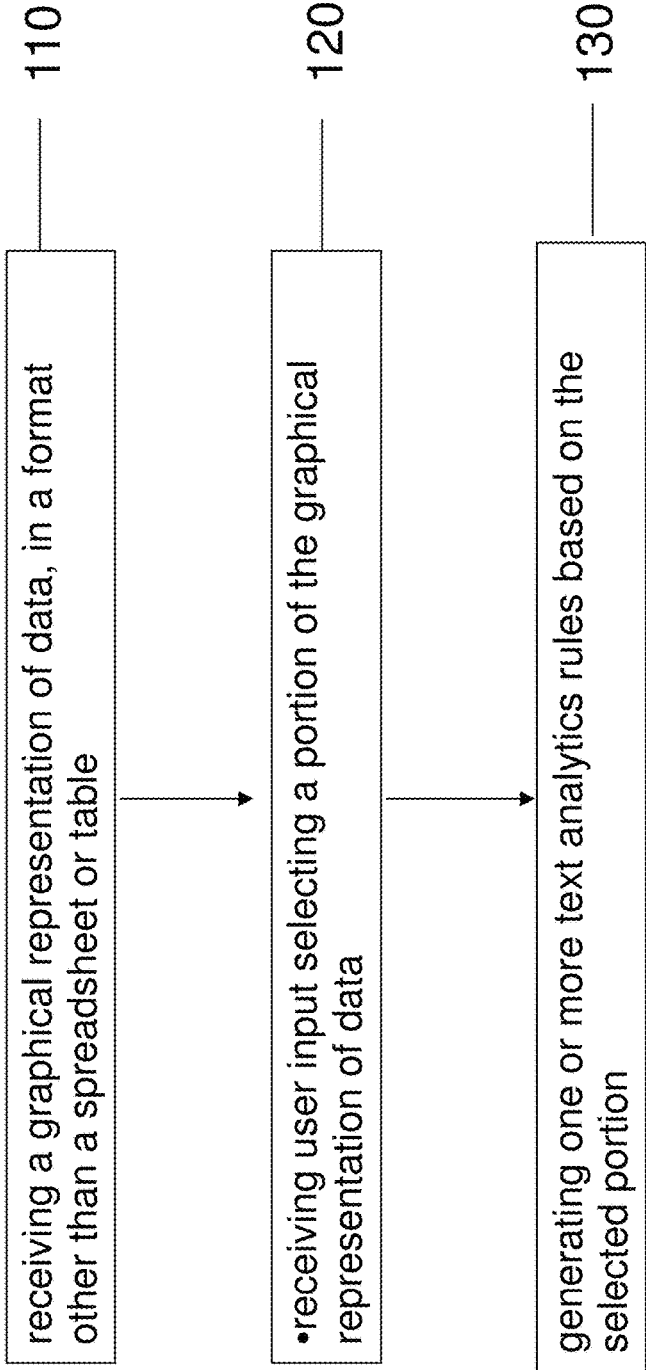 receiving a graphical representation of data, in a format
other than a spreadsheet or table
110
•receiving user input selecting a portion of the graphical
representation of data
120
generating one or more text analytics rules based on the
selected portion
130